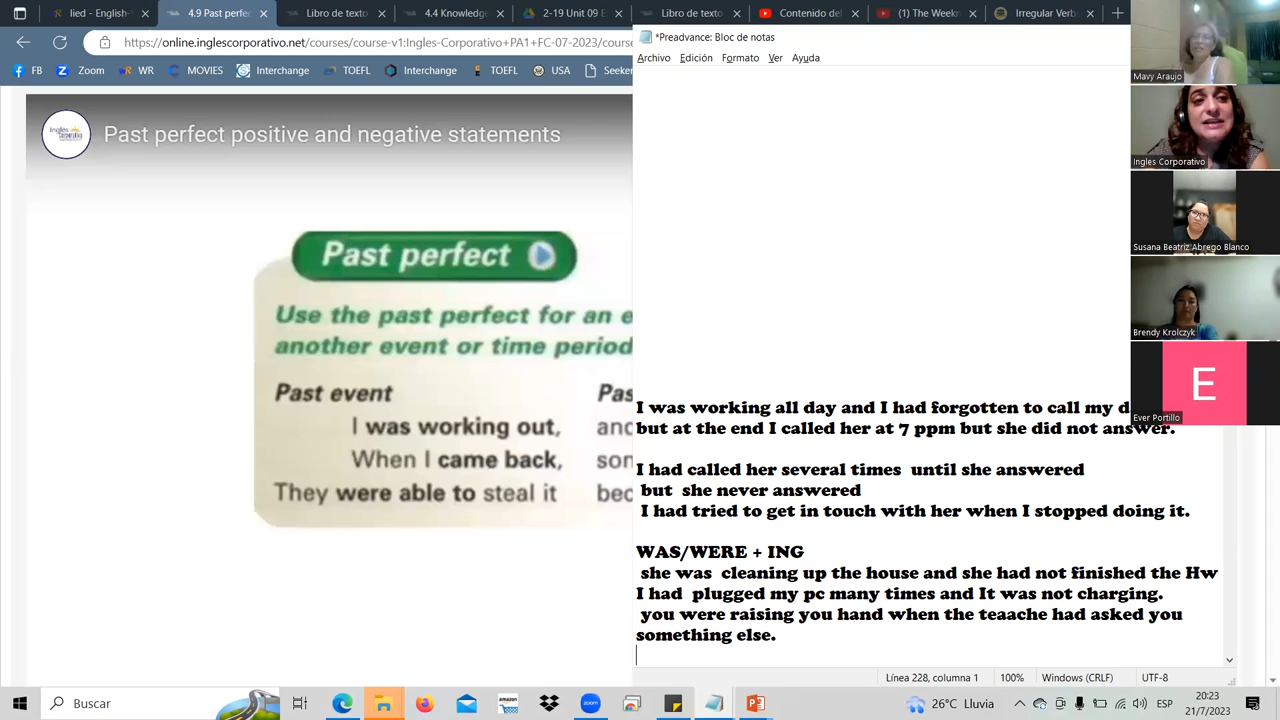 lied - Engl
4.9 Past perfe
Libro de texto
4.4 Knowledge
2-19 Unit 09 E
Libro de texto
Contenido del
(1) The Weekn
Irregular Verb
https://online.inglescorporativo.net/courses/course-v1:Ingles-Corporativo+PA1+FC-07-2023/cours
FB
Z Zoom
WR
MOVIES
Interchange
TOEFL
Interchange
TOEFL
USA
Seeker
Past perfect positive and negative statements
Past perfect
Use the past perfect for an e
another event or time period
Past event
Pas
I was working out,
and
When I came back,
son
They were able to steal it
bec
*Preadvance: Bloc de notas
Archivo Edición Formato Ver Ayuda
I was working all day and I had forgotten to call my d
but at the end I called her at 7 ppm but she did not answer.
I had called her several times until she answered
but she never answered
I had tried to get in touch with her when I stopped doing it.
WAS/WERE + ING
she was cleaning up the house and she had not finished the Hw
I had plugged my pc many times and It was not charging.
you were raising you hand when the teaache had asked you
something else.
Línea 228, columna 1
100%
Windows (CRLF)
UTF-8
Mavy Araujo
Ingles Corporativo
Susana Beatriz Abrego Blanco
Brendy Krolczyk
E
Ever Portillo
Buscar
amazon
zoom
26°C Lluvia
ESP
20:23
21/7/2023